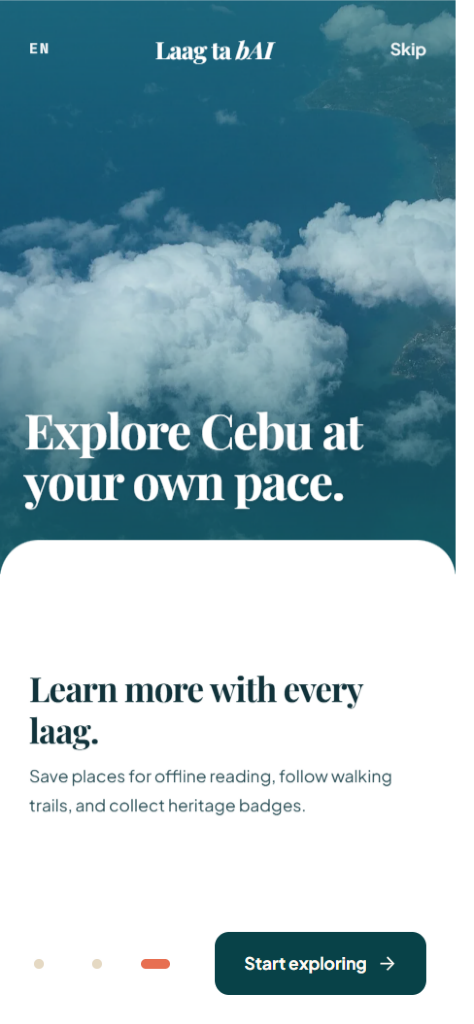 EN
Laag ta bAI
Skip
Explore Cebu at
your own pace.
Learn more with every
laag.
Save places for offline reading, follow walking
trails, and collect heritage badges.
Start exploring →